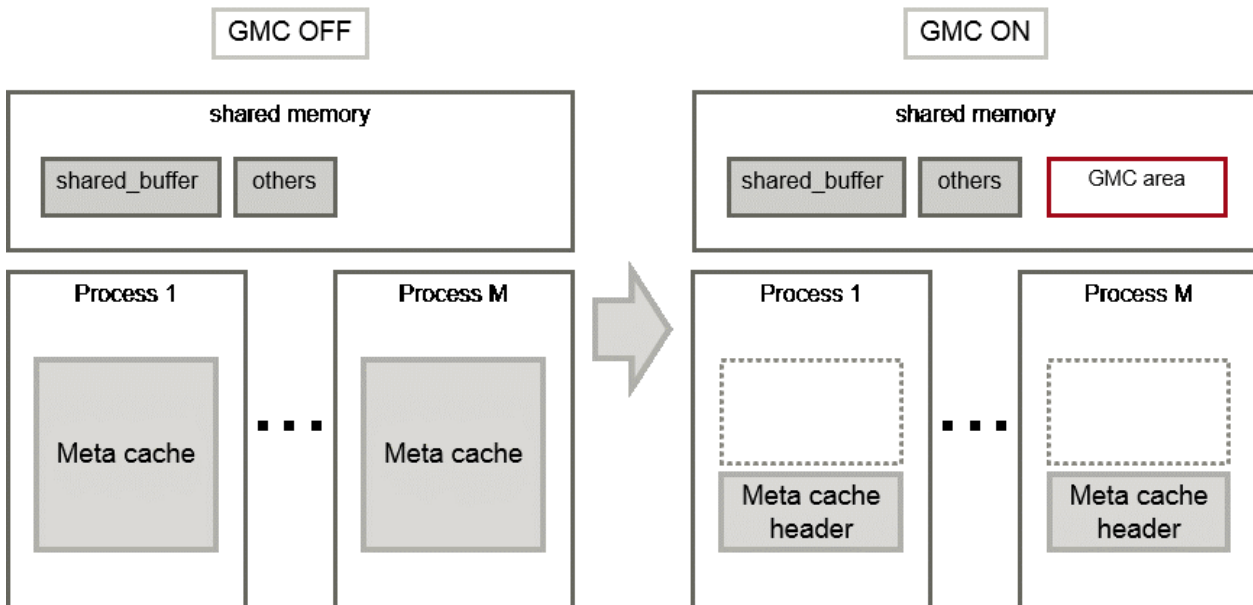 GMC OFF
GMC ON
shared memory
shared_buffer
others
shared memory
shared_buffer
others
GMC area
Process 1
Process M
Meta cache
Meta cache
Process 1
Process M
Meta cache
header
Meta cache
header